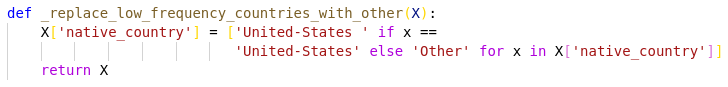 def _replace_low_frequency_countries_with_other(X):
    X['native_country'] = ['United-States ' if x ==
                           'United-States' else 'Other' for x in X['native_country']]
    return X